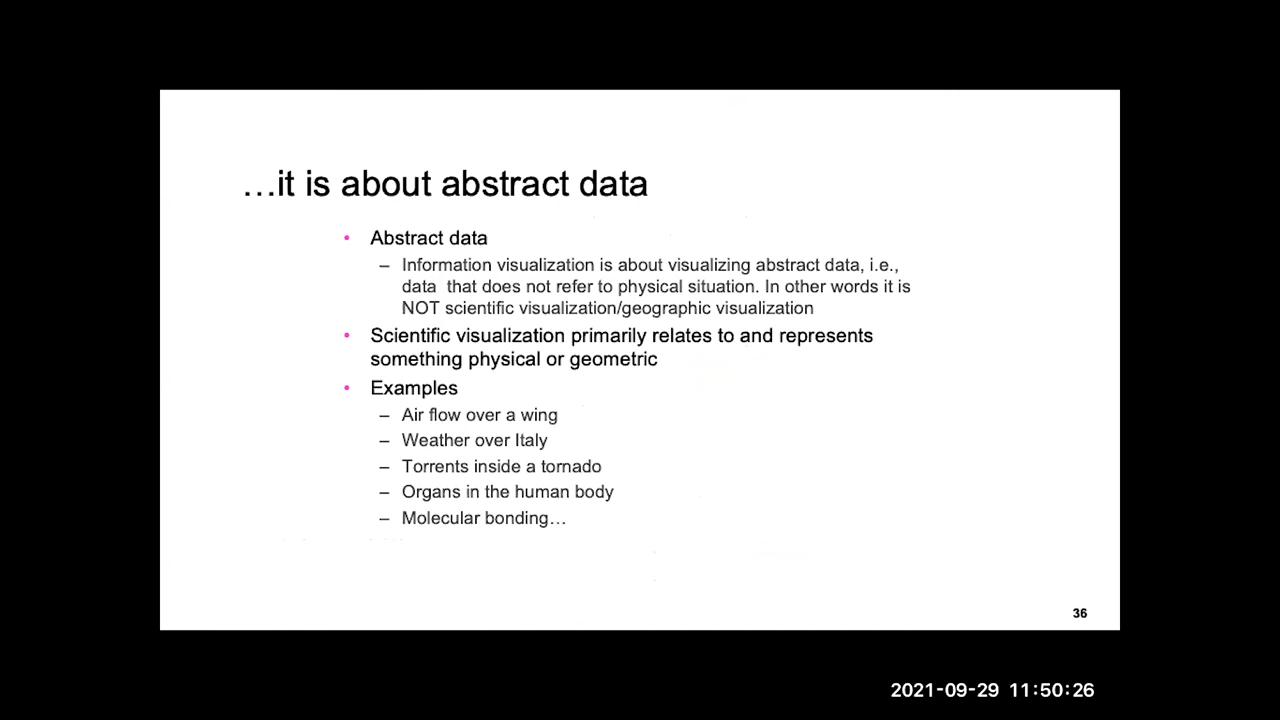 …it is about abstract data
• Abstract data
– Information visualization is about visualizing abstract data, i.e.,
data  that does not refer to physical situation. In other words it is
NOT scientific visualization/geographic visualization
• Scientific visualization primarily relates to and represents
something physical or geometric
• Examples
– Air flow over a wing
– Weather over Italy
– Torrents inside a tornado
– Organs in the human body
– Molecular bonding…
36
2021-09-29 11:50:26